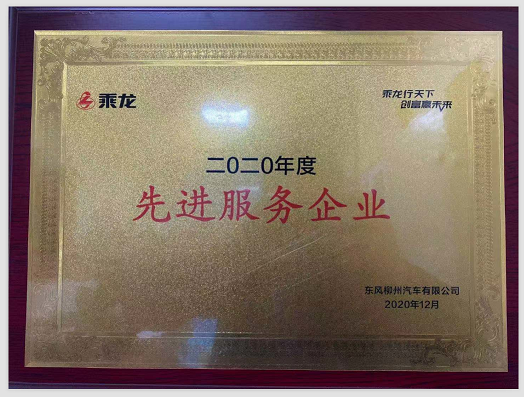 乘龙
乘龙行天下
创富赢未来
二〇二〇年度
先进服务企业
东风柳州汽车有限公司
2020年12月